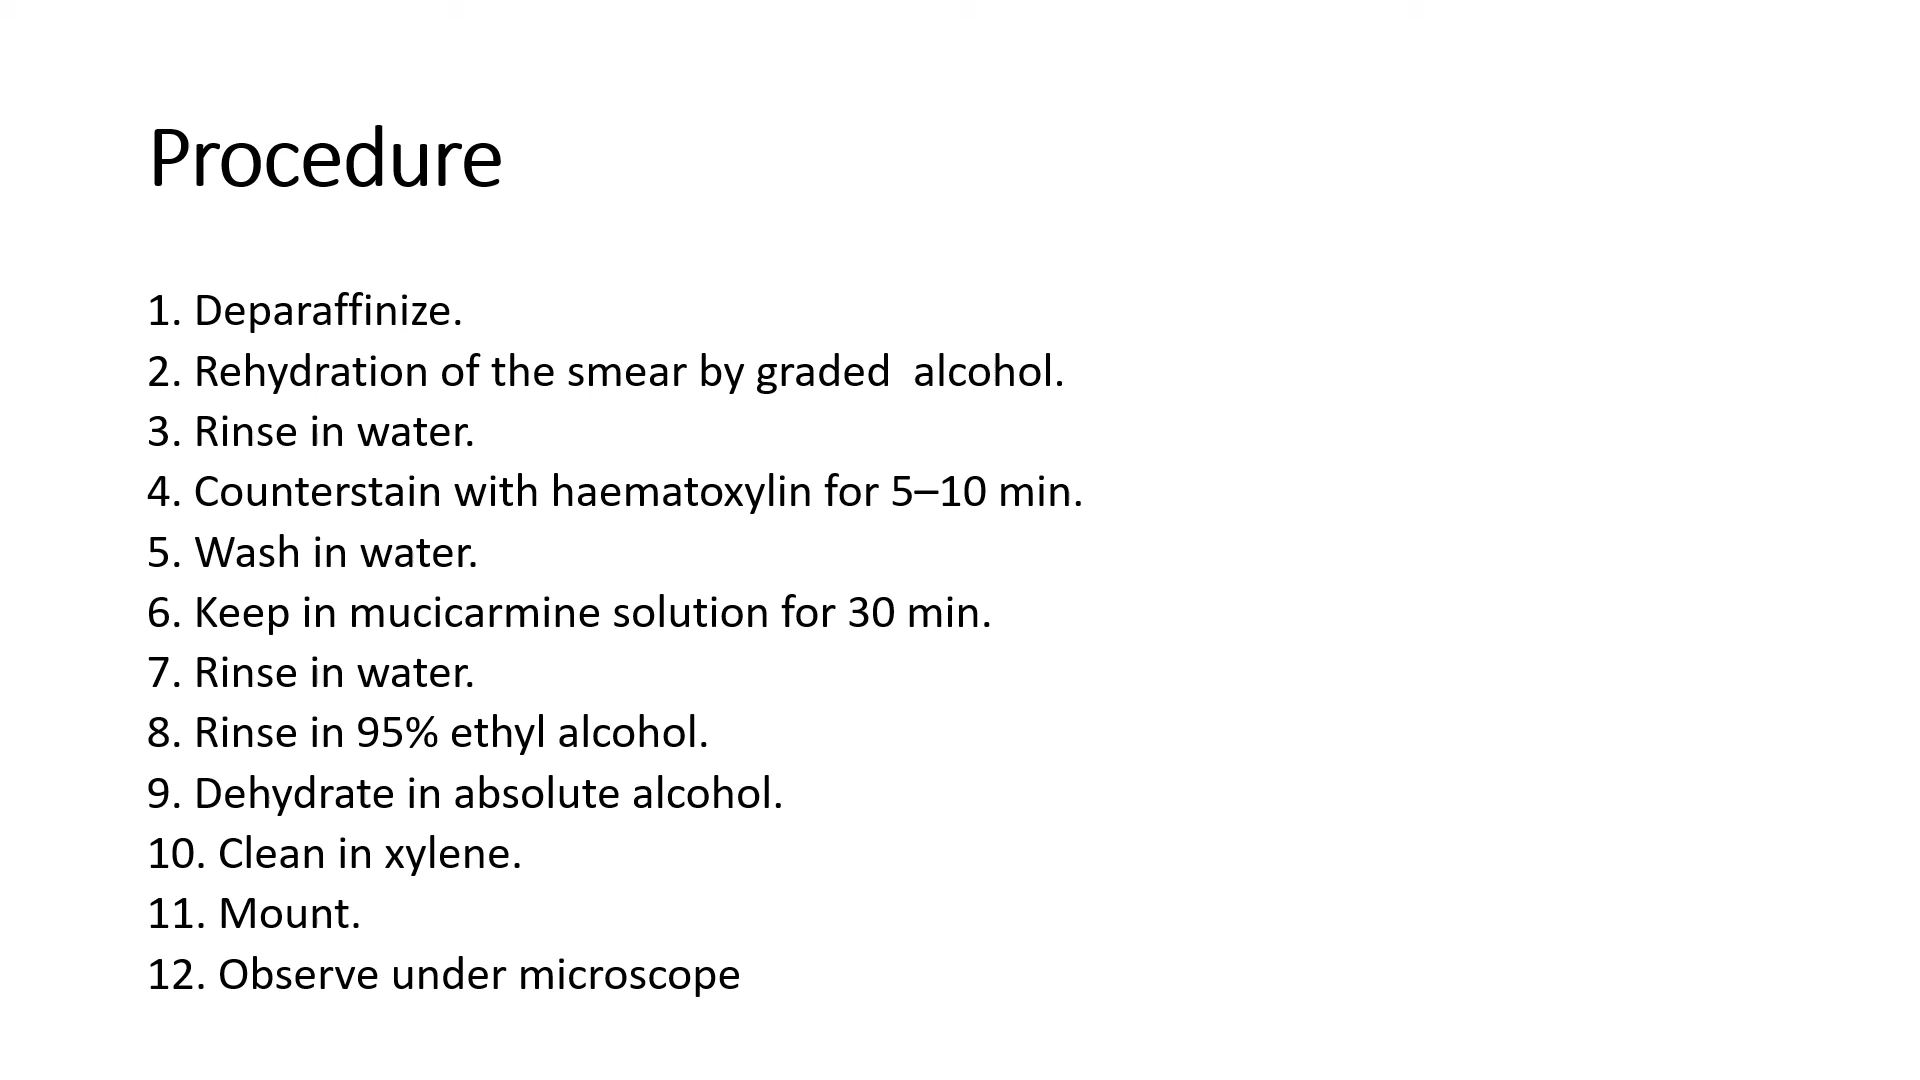 Procedure
1. Deparaffinize.
2. Rehydration of the smear by graded  alcohol.
3. Rinse in water.
4. Counterstain with haematoxylin for 5–10 min.
5. Wash in water.
6. Keep in mucicarmine solution for 30 min.
7. Rinse in water.
8. Rinse in 95% ethyl alcohol.
9. Dehydrate in absolute alcohol.
10. Clean in xylene.
11. Mount.
12. Observe under microscope